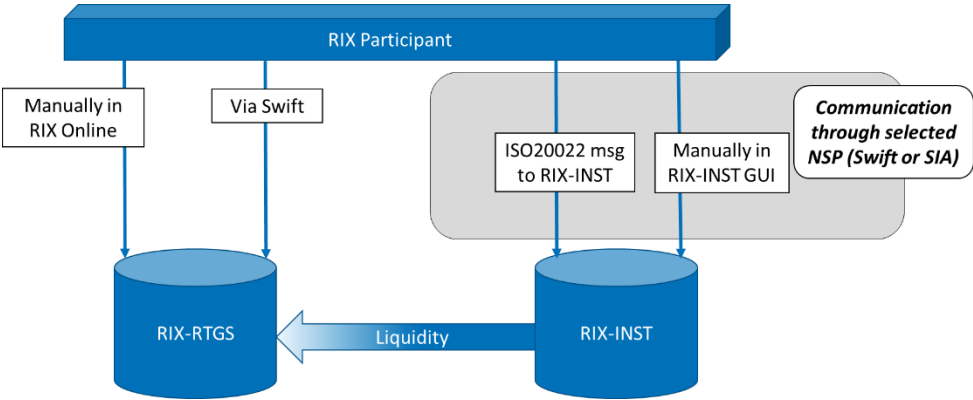 RIX Participant
Manually in
RIX Online
Via Swift
ISO20022 msg
to RIX-INST
Manually in
RIX-INST GUI
Communication
through selected
NSP (Swift or SIA)
RIX-RTGS
Liquidity
RIX-INST